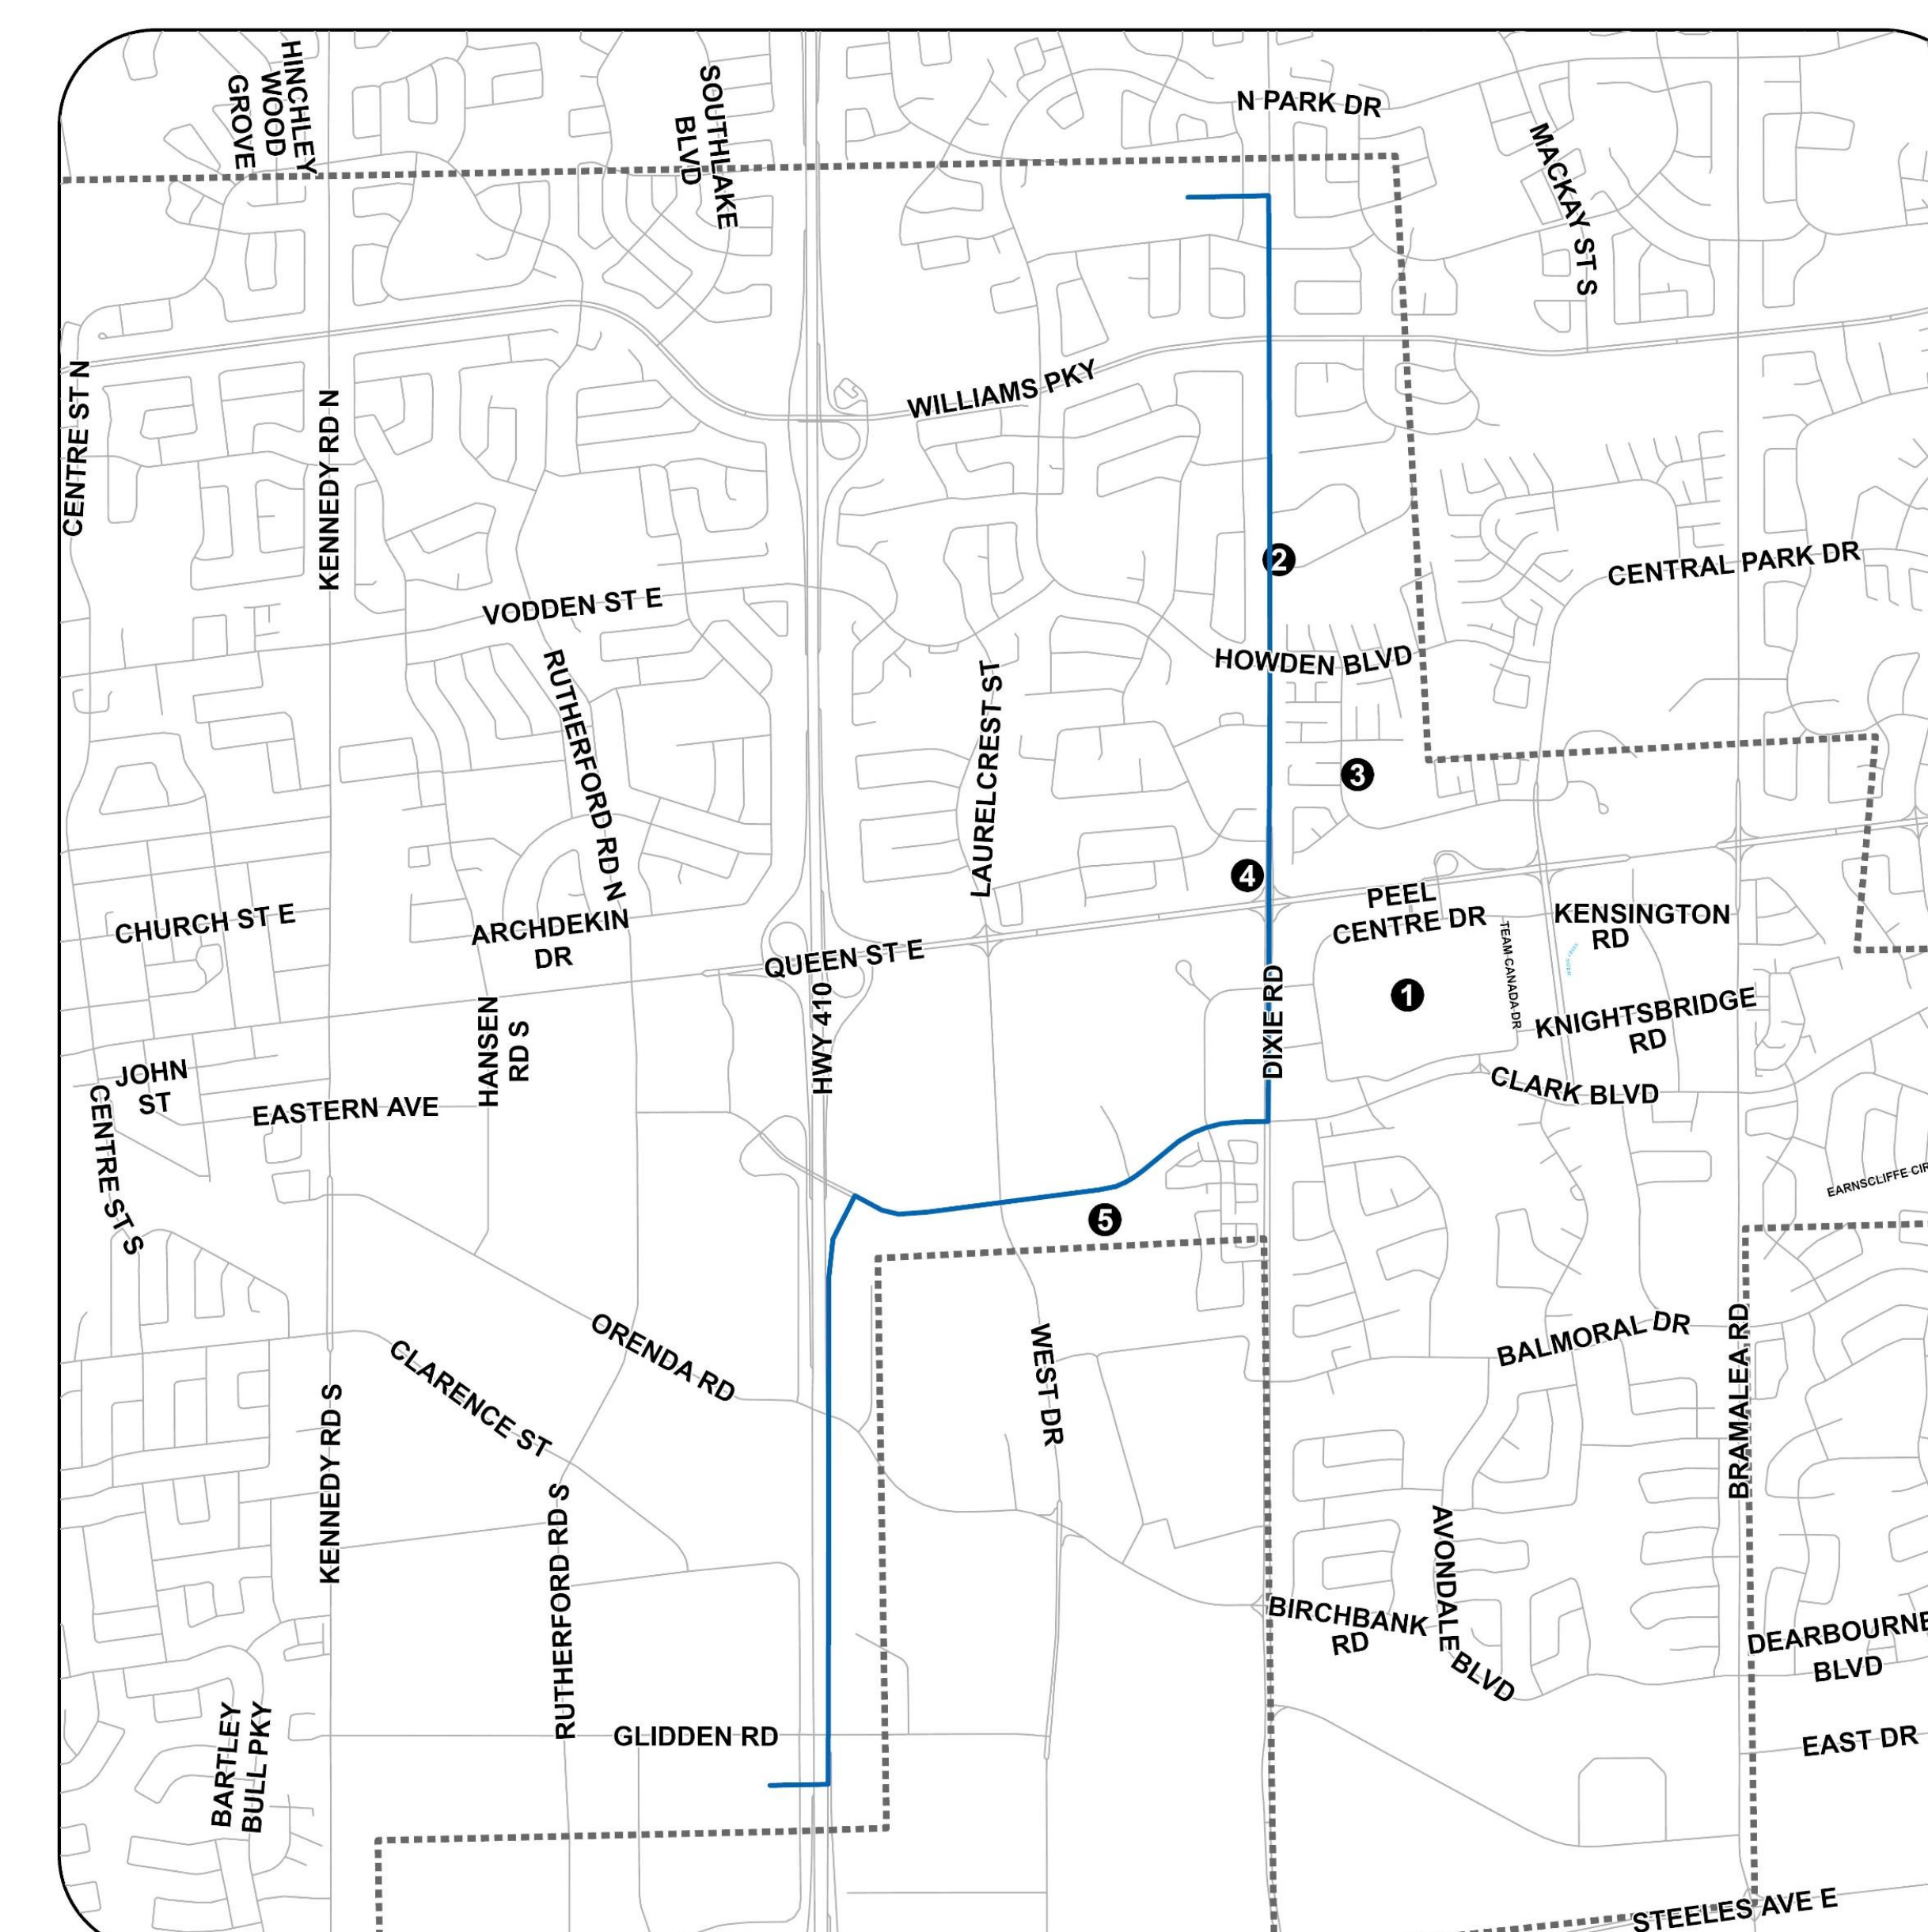 HINCHLEY
WOOD
GROVE
SOUTHLAKE
BLVD
N PARK DR
MACKAY ST S
CENTRE ST N
KENNEDY RD N
WILLIAMS PKY
VODDEN ST E
2
CENTRAL PARK DR
HOWDEN BLVD
RUTHERFORD RD N
LAURELCREST ST
3
4
PEEL
CENTRE DR
KENSINGTON
RD
TEAM CANADA DR
CHURCH ST E
ARCHDEKIN
DR
QUEEN ST E
HWY 410
DIXIE RD
1
KNIGHTSBRIDGE
RD
HANSEN
RD S
JOHN
ST
EASTERN AVE
CLARK BLVD
CENTRE ST S
EARNSCLIFFE CIR
5
ORENDA RD
CLARENCE ST
WEST DR
BALMORAL DR
BRAMALEA RD
KENNEDY RD S
RUTHERFORD RD S
AVONDALE BLVD
BIRCHBANK
RD
DEARBOURNE
BLVD
BARTLEY
BULL PKY
GLIDDEN RD
EAST DR
STEELES AVE E